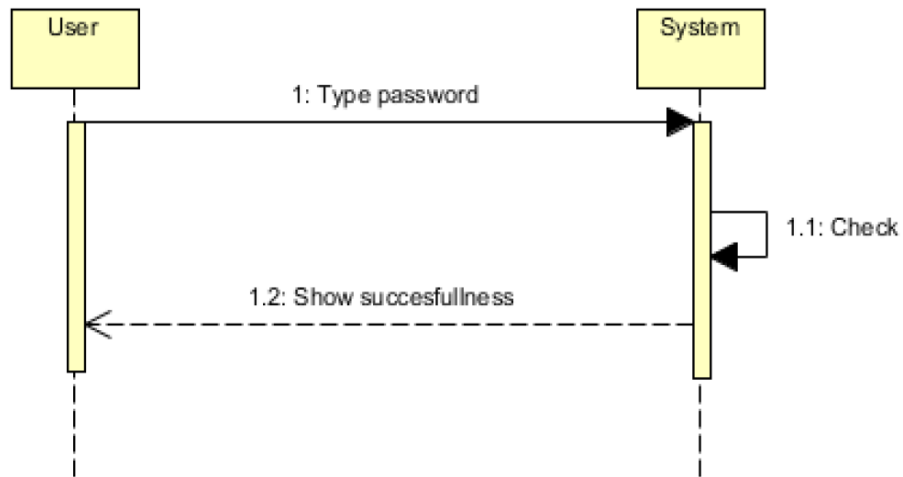 User
System
1: Type password
1.1: Check
1.2: Show succesfullness